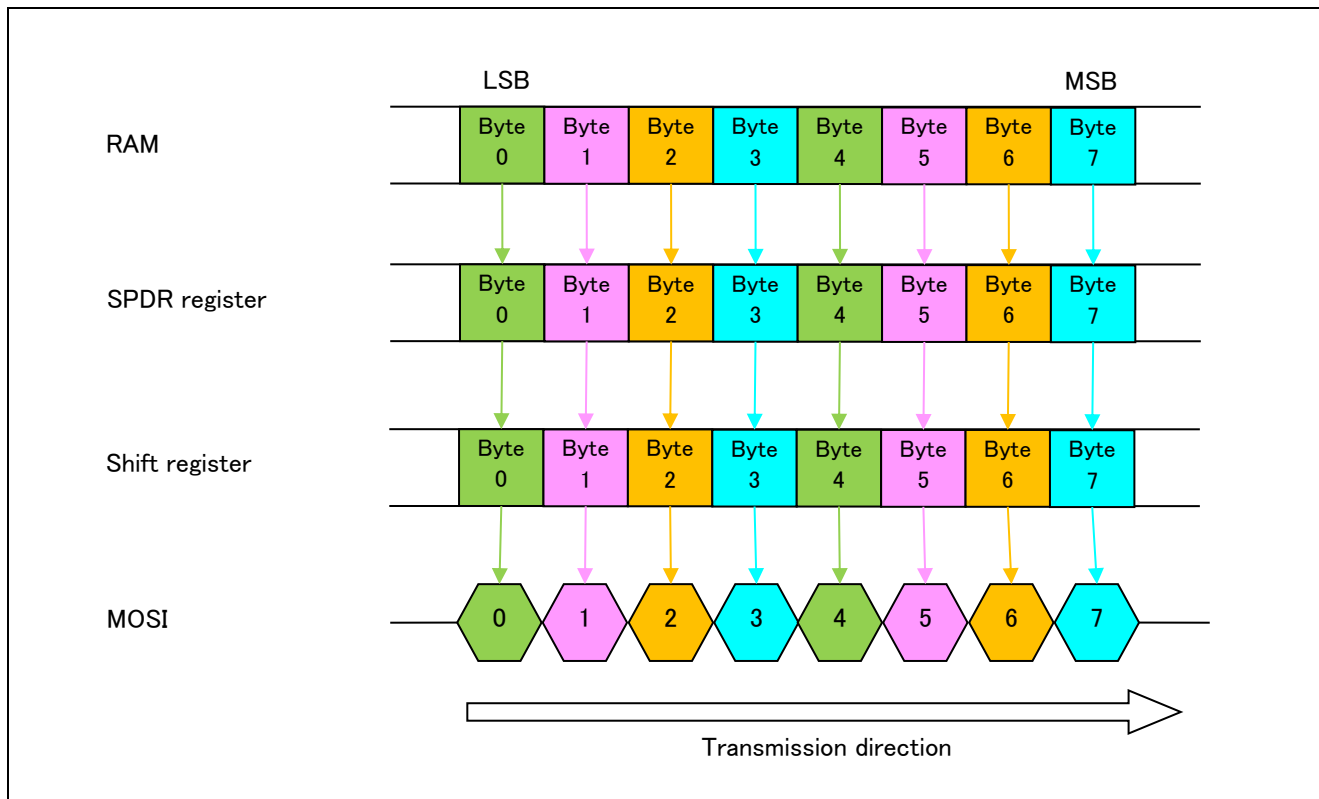 LSB MSB
RAM
Byte Byte Byte Byte Byte Byte Byte Byte
0 1 2 3 4 5 6 7
SPDR register
Byte Byte Byte Byte Byte Byte Byte Byte
0 1 2 3 4 5 6 7
Shift register
Byte Byte Byte Byte Byte Byte Byte Byte
0 1 2 3 4 5 6 7
MOSI 0 1 2 3 4 5 6 7
Transmission direction